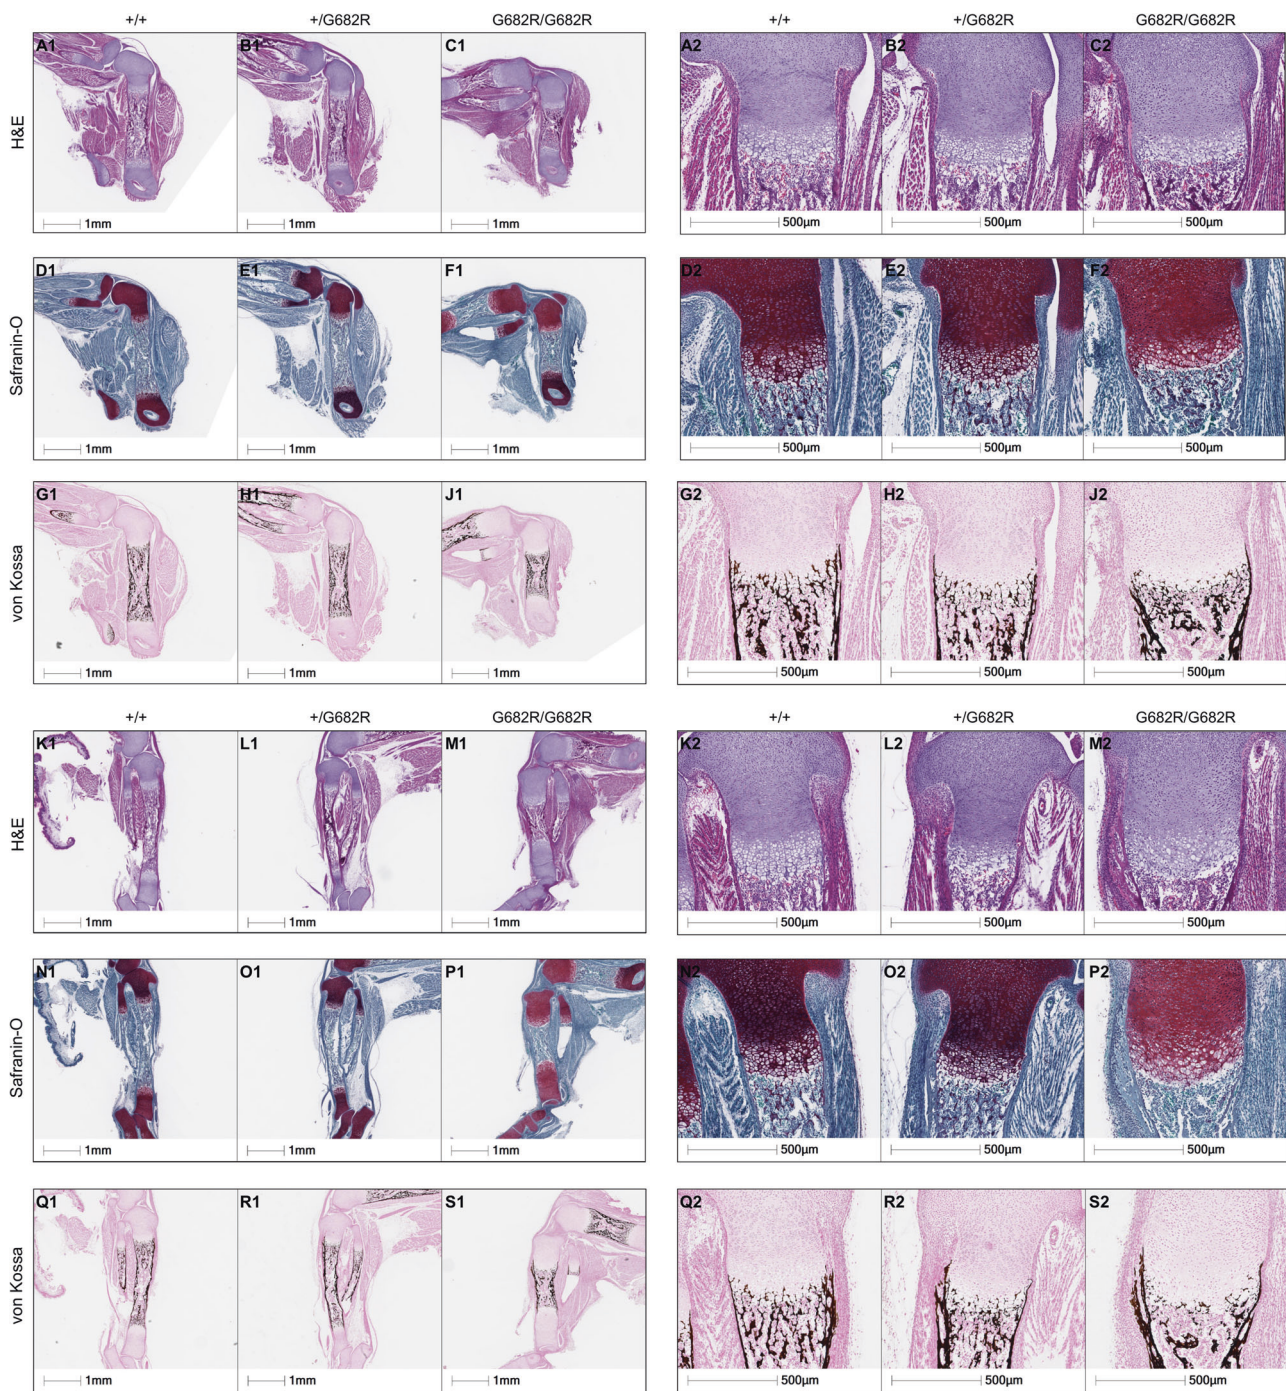 +/+ +/G682R G682R/G682R +/+ +/G682R G682R/G682R
H&E
A1 B1 C1 A2 B2 C2
1mm 1mm 1mm 500µm 500µm 500µm
Safranin-O
D1 E1 F1 D2 E2 F2
1mm 1mm 1mm 500µm 500µm 500µm
von Kossa
G1 H1 J1 G2 H2 J2
1mm 1mm 1mm 500µm 500µm 500µm
+/+ +/G682R G682R/G682R +/+ +/G682R G682R/G682R
H&E
K1 L1 M1 K2 L2 M2
1mm 1mm 1mm 500µm 500µm 500µm
Safranin-O
N1 O1 P1 N2 O2 P2
1mm 1mm 1mm 500µm 500µm 500µm
von Kossa
Q1 R1 S1 Q2 R2 S2
1mm 1mm 1mm 500µm 500µm 500µm